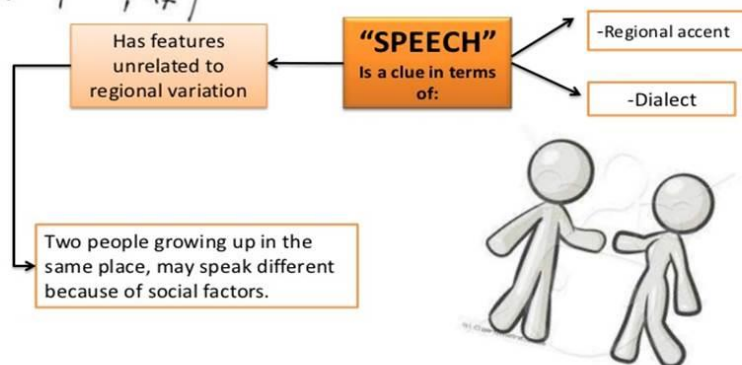 Has features
unrelated to
regional variation
“SPEECH”
Is a clue in terms
of:
-Regional accent
-Dialect
Two people growing up in the
same place, may speak different
because of social factors.